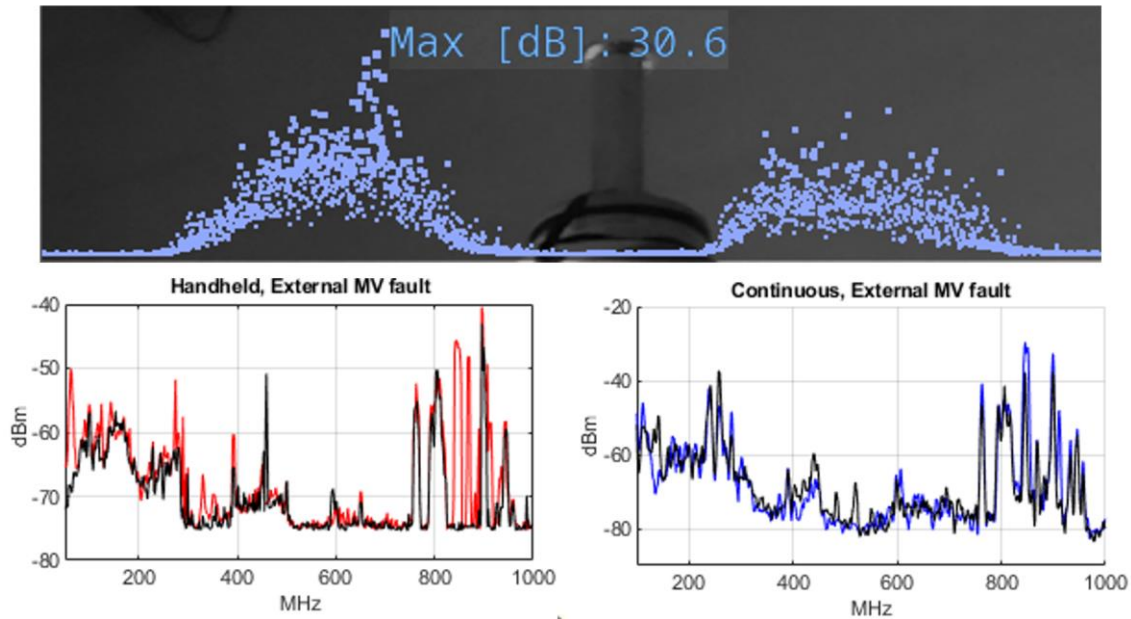 Max [dB]: 30.6
Handheld, External MV fault
-40
-50
-60
-70
-80
dBm
200 400 600 800 1000
MHz
Continuous, External MV fault
-20
-40
-60
-80
dBm
200 400 600 800 1000
MHz